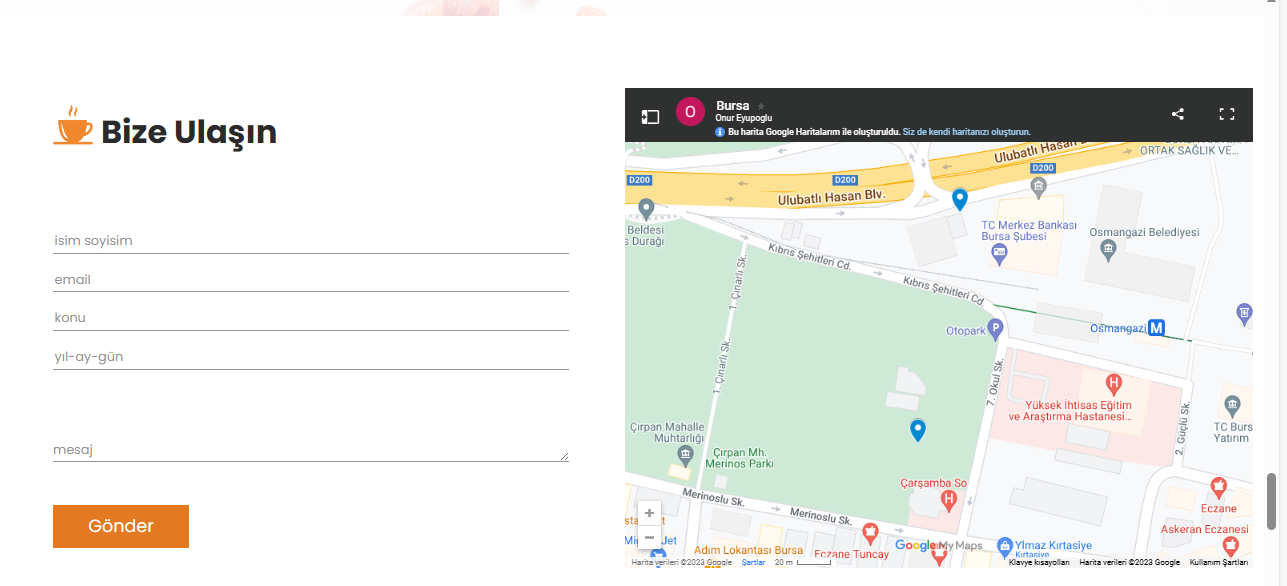 Bize Ulaşın
isim soyisim
email
konu
yıl-ay-gün
mesaj
Gönder
O
Bursa
Onur Eyupoglu
Bu harita Google Haritalarım ile oluşturuldu. Siz de kendi haritanızı oluşturun.
Ulubatlı Hasan
ORTAK SAĞLIK VE...
D200
D200
D200
Ulubatlı Hasan Blv.
Beldesi
Durağı
TC Merkez Bankası
Bursa Şubesi
Osmangazi Belediyesi
Kıbrıs Şehitleri Cd.
Kıbrıs Şehitleri Cd.
1. Çınarlı Sk.
1. Çınarlı Sk.
Otopark
P
Osmangazi
M
7. Okul Sk.
H
Yüksek İhtisas Eğitim
ve Araştırma Hastanesi...
2. Güçlü Sk.
TC Burs
Yatırım
Çırpan Mahalle
Muhtarlığı
Çırpan Mh.
Merinos Parkı
Çarşamba So
H
Merinoslu Sk.
Merinoslu Sk.
Eczane
Askeran Eczanesi
Adım Lokantası Bursa
Eczane Tuncay
Google My Maps
Yılmaz Kırtasiye
Kırtasiye
+
−
Harita verileri ©2023 Google
Şartlar
20 m
Klavye kısayolları
Harita verileri ©2023 Google
Kullanım Şartları